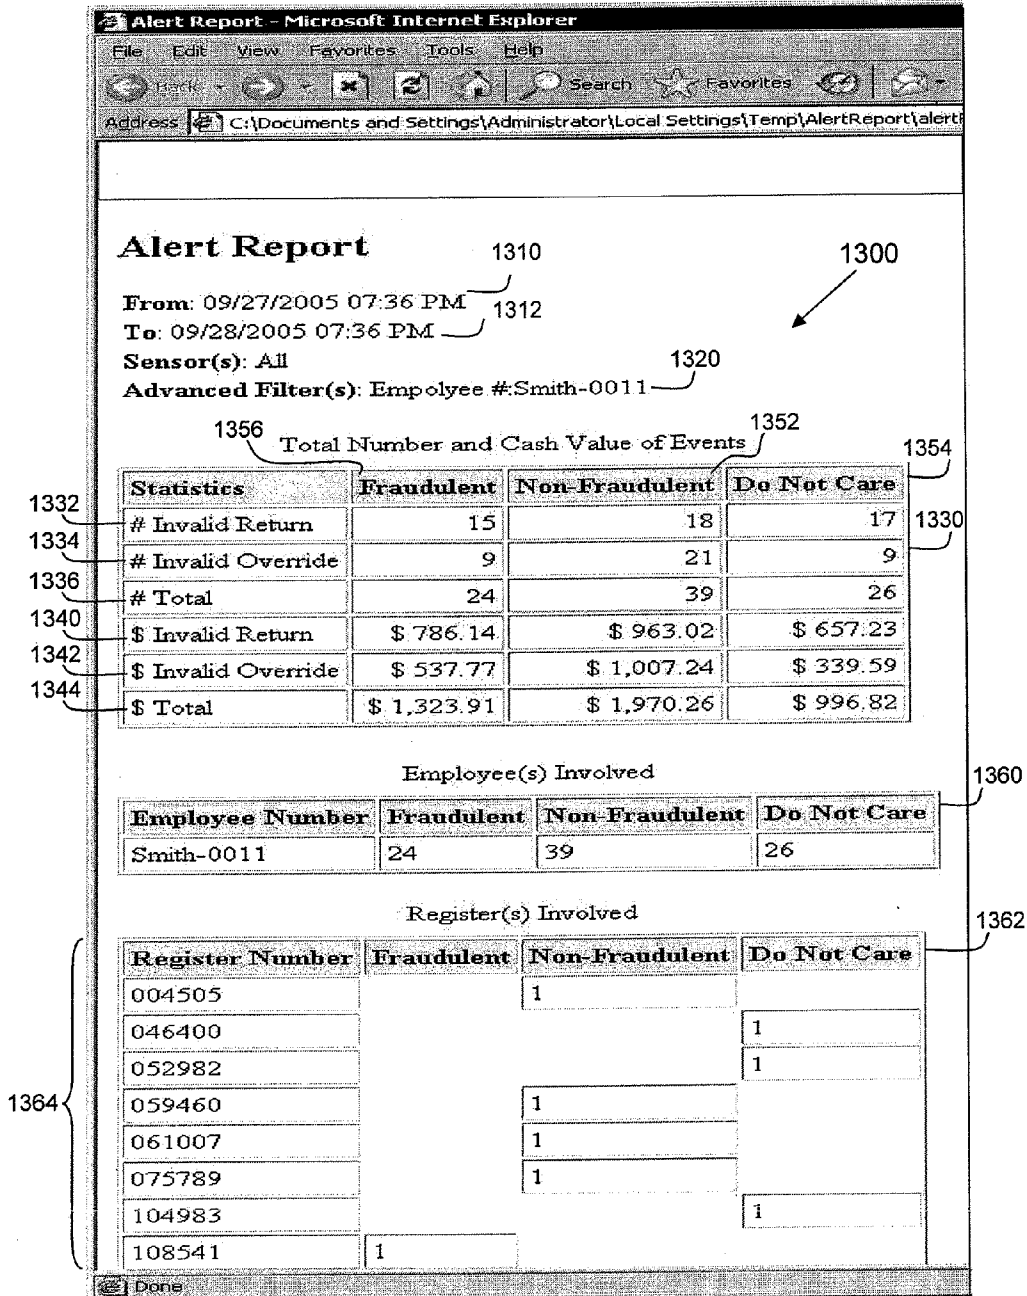 Alert Report - Microsoft Internet Explorer
File Edit View Favorites Tools Help
Back Search Favorites
Address C:\Documents and Settings\Administrator\Local Settings\Temp\AlertReport\alert
Alert Report
1310
1300
From: 09/27/2005 07:36 PM
1312
To: 09/28/2005 07:36 PM
Sensor(s): All
1320
Advanced Filter(s): Empolyee #:Smith-0011
1356
1352
Total Number and Cash Value of Events
1354
Statistics Fraudulent Non-Fraudulent Do Not Care
1332
# Invalid Return 15 18 17
1330
1334
# Invalid Override 9 21 9
1336
# Total 24 39 26
1340
$ Invalid Return $ 786.14 $ 963.02 $ 657.23
1342
$ Invalid Override $ 537.77 $ 1,007.24 $ 339.59
1344
$ Total $ 1,323.91 $ 1,970.26 $ 996.82
Employee(s) Involved
1360
Employee Number Fraudulent Non-Fraudulent Do Not Care
Smith-0011 24 39 26
Register(s) Involved
1362
Register Number Fraudulent Non-Fraudulent Do Not Care
004505 1
046400 1
052982 1
1364
059460 1
061007 1
075789 1
104983 1
108541 1
Done